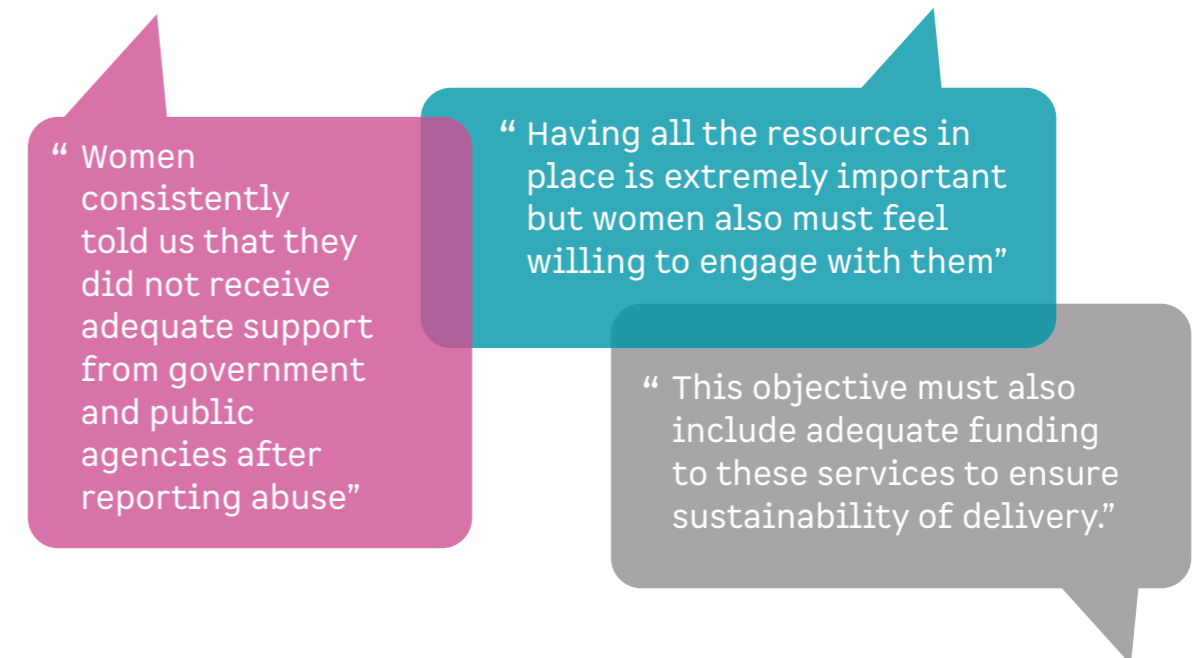 “ Women
consistently
told us that they
did not receive
adequate support
from government
and public
agencies after
reporting abuse”
“ Having all the resources in
place is extremely important
but women also must feel
willing to engage with them”
“ This objective must also
include adequate funding
to these services to ensure
sustainability of delivery.”